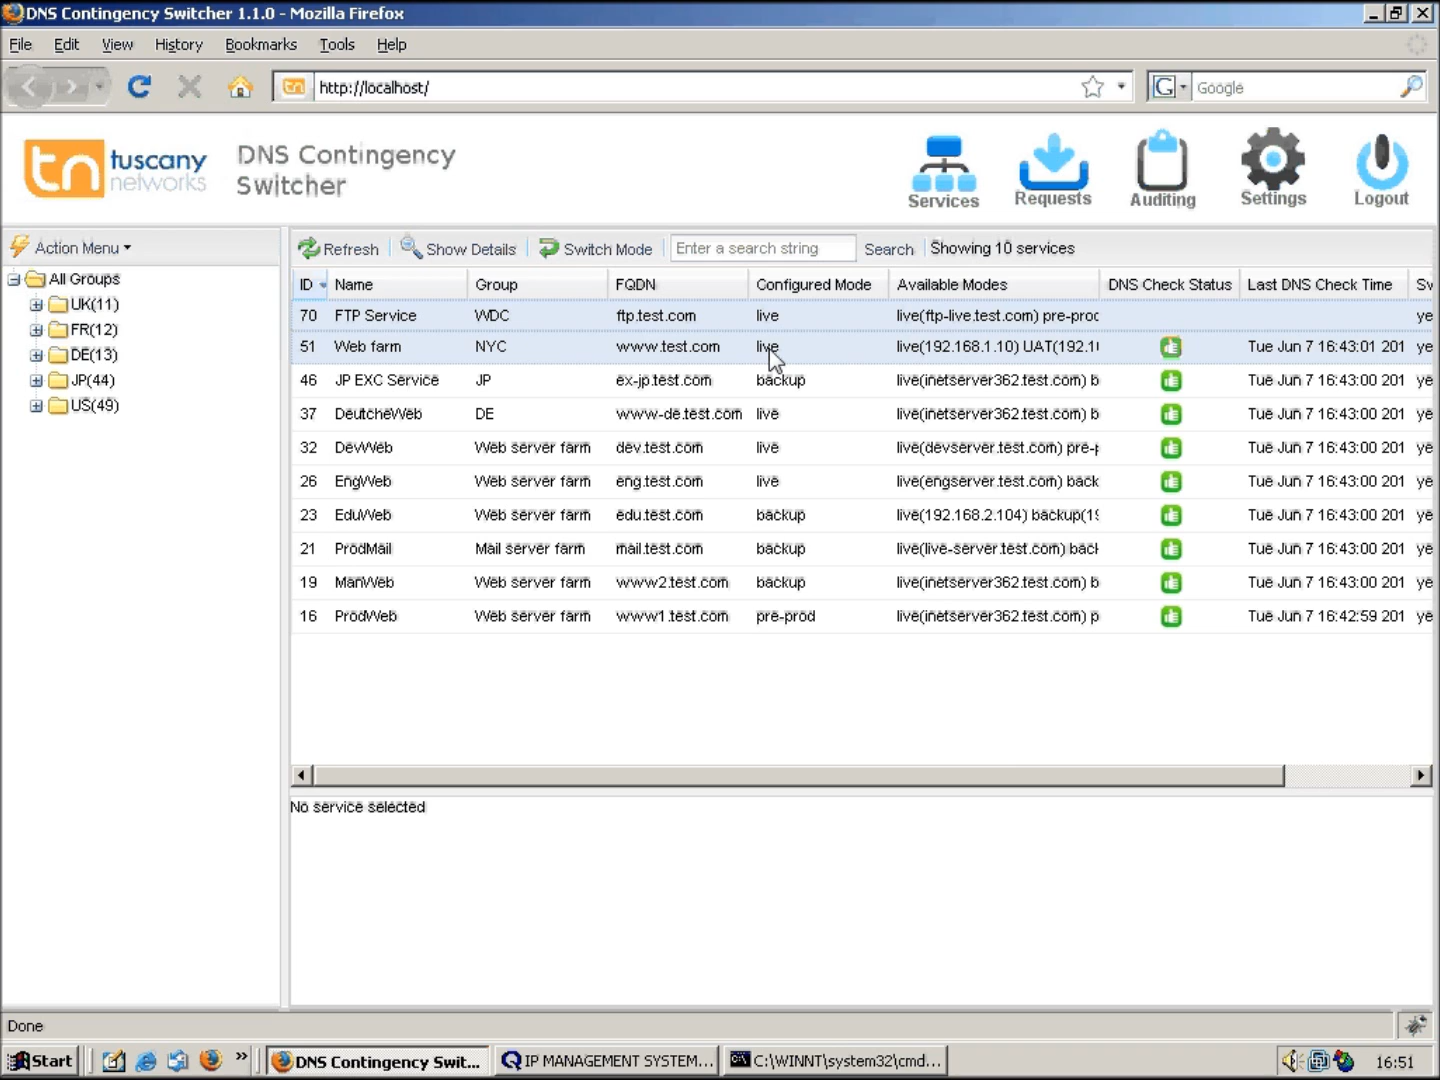 DNS Contingency Switcher 1.1.0 - Mozilla Firefox
File Edit View History Bookmarks Tools Help
http://localhost/
G Google
tn tuscany networks
DNS Contingency Switcher
Services Requests Auditing Settings Logout
Action Menu
Refresh Show Details Switch Mode Enter a search string Search Showing 10 services
All Groups
UK(11)
FR(12)
DE(13)
JP(44)
US(49)
ID Name Group FQDN Configured Mode Available Modes DNS Check Status Last DNS Check Time Sv
70 FTP Service WDC ftp.test.com live live(ftp-live.test.com) pre-proc ye
51 Web farm NYC www.test.com live live(192.168.1.10) UAT(192.1 Tue Jun 7 16:43:01 201 ye
46 JP EXC Service JP ex-jp.test.com backup live(inetserver362.test.com) b Tue Jun 7 16:43:00 201 ye
37 DeutcheWeb DE www-de.test.com live live(inetserver362.test.com) b Tue Jun 7 16:43:00 201 ye
32 DevWeb Web server farm dev.test.com live live(devserver.test.com) pre-p Tue Jun 7 16:43:00 201 ye
26 EngWeb Web server farm eng.test.com live live(engserver.test.com) back Tue Jun 7 16:43:00 201 ye
23 EduWeb Web server farm edu.test.com backup live(192.168.2.104) backup(19 Tue Jun 7 16:43:00 201 ye
21 ProdMail Mail server farm mail.test.com backup live(live-server.test.com) bacl Tue Jun 7 16:43:00 201 ye
19 ManWeb Web server farm www2.test.com backup live(inetserver362.test.com) b Tue Jun 7 16:43:00 201 ye
16 ProdWeb Web server farm www1.test.com pre-prod live(inetserver362.test.com) p Tue Jun 7 16:42:59 201 ye
No service selected
Done
Start » DNS Contingency Swit... IP MANAGEMENT SYSTEM... C:\WINNT\system32\cmd... 16:51